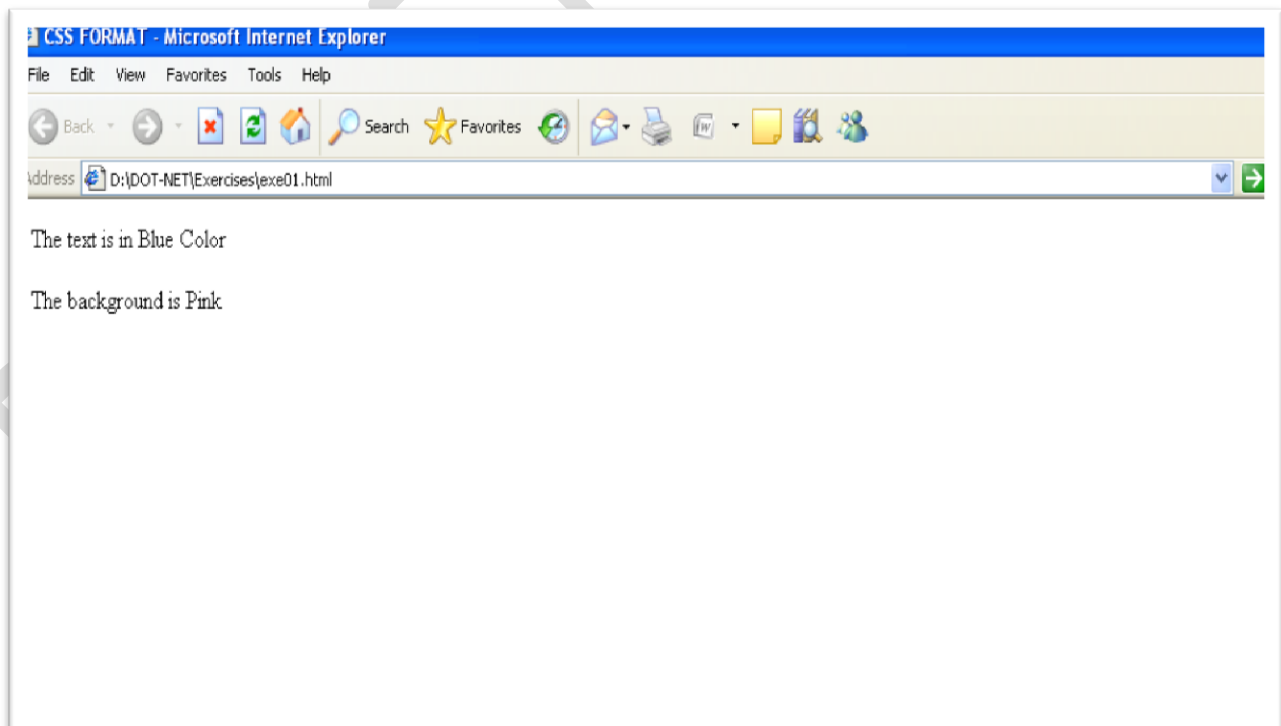 CSS FORMAT - Microsoft Internet Explorer
File Edit View Favorites Tools Help
Back Search Favorites
Address D:\DOT-NET\Exercises\exe01.html
The text is in Blue Color
The background is Pink